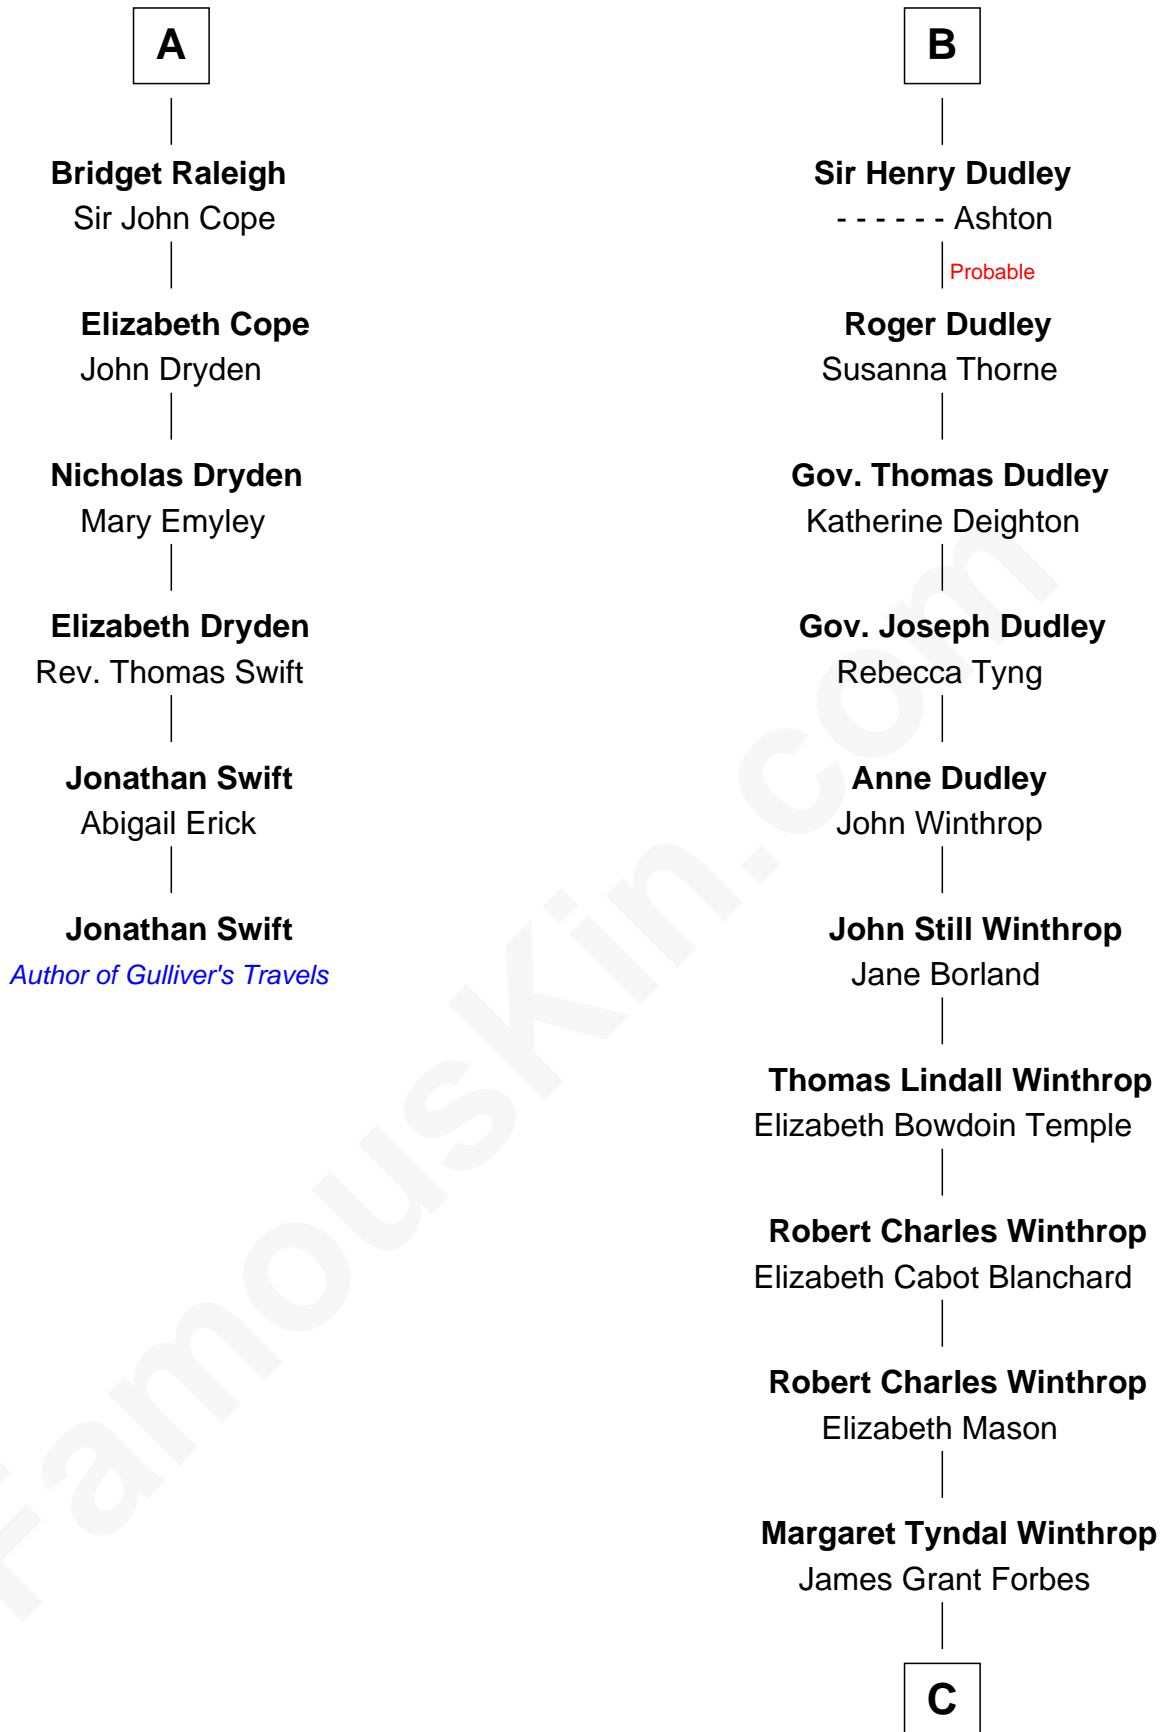 A
Bridget Raleigh
Sir John Cope
Elizabeth Cope
John Dryden
Nicholas Dryden
Mary Emyley
Elizabeth Dryden
Rev. Thomas Swift
Jonathan Swift
Abigail Erick
Jonathan Swift
Author of Gulliver's Travels
B
Sir Henry Dudley
- - - - - - Ashton
Probable
Roger Dudley
Susanna Thorne
Gov. Thomas Dudley
Katherine Deighton
Gov. Joseph Dudley
Rebecca Tyng
Anne Dudley
John Winthrop
John Still Winthrop
Jane Borland
Thomas Lindall Winthrop
Elizabeth Bowdoin Temple
Robert Charles Winthrop
Elizabeth Cabot Blanchard
Robert Charles Winthrop
Elizabeth Mason
Margaret Tyndal Winthrop
James Grant Forbes
C
FamousKin.com